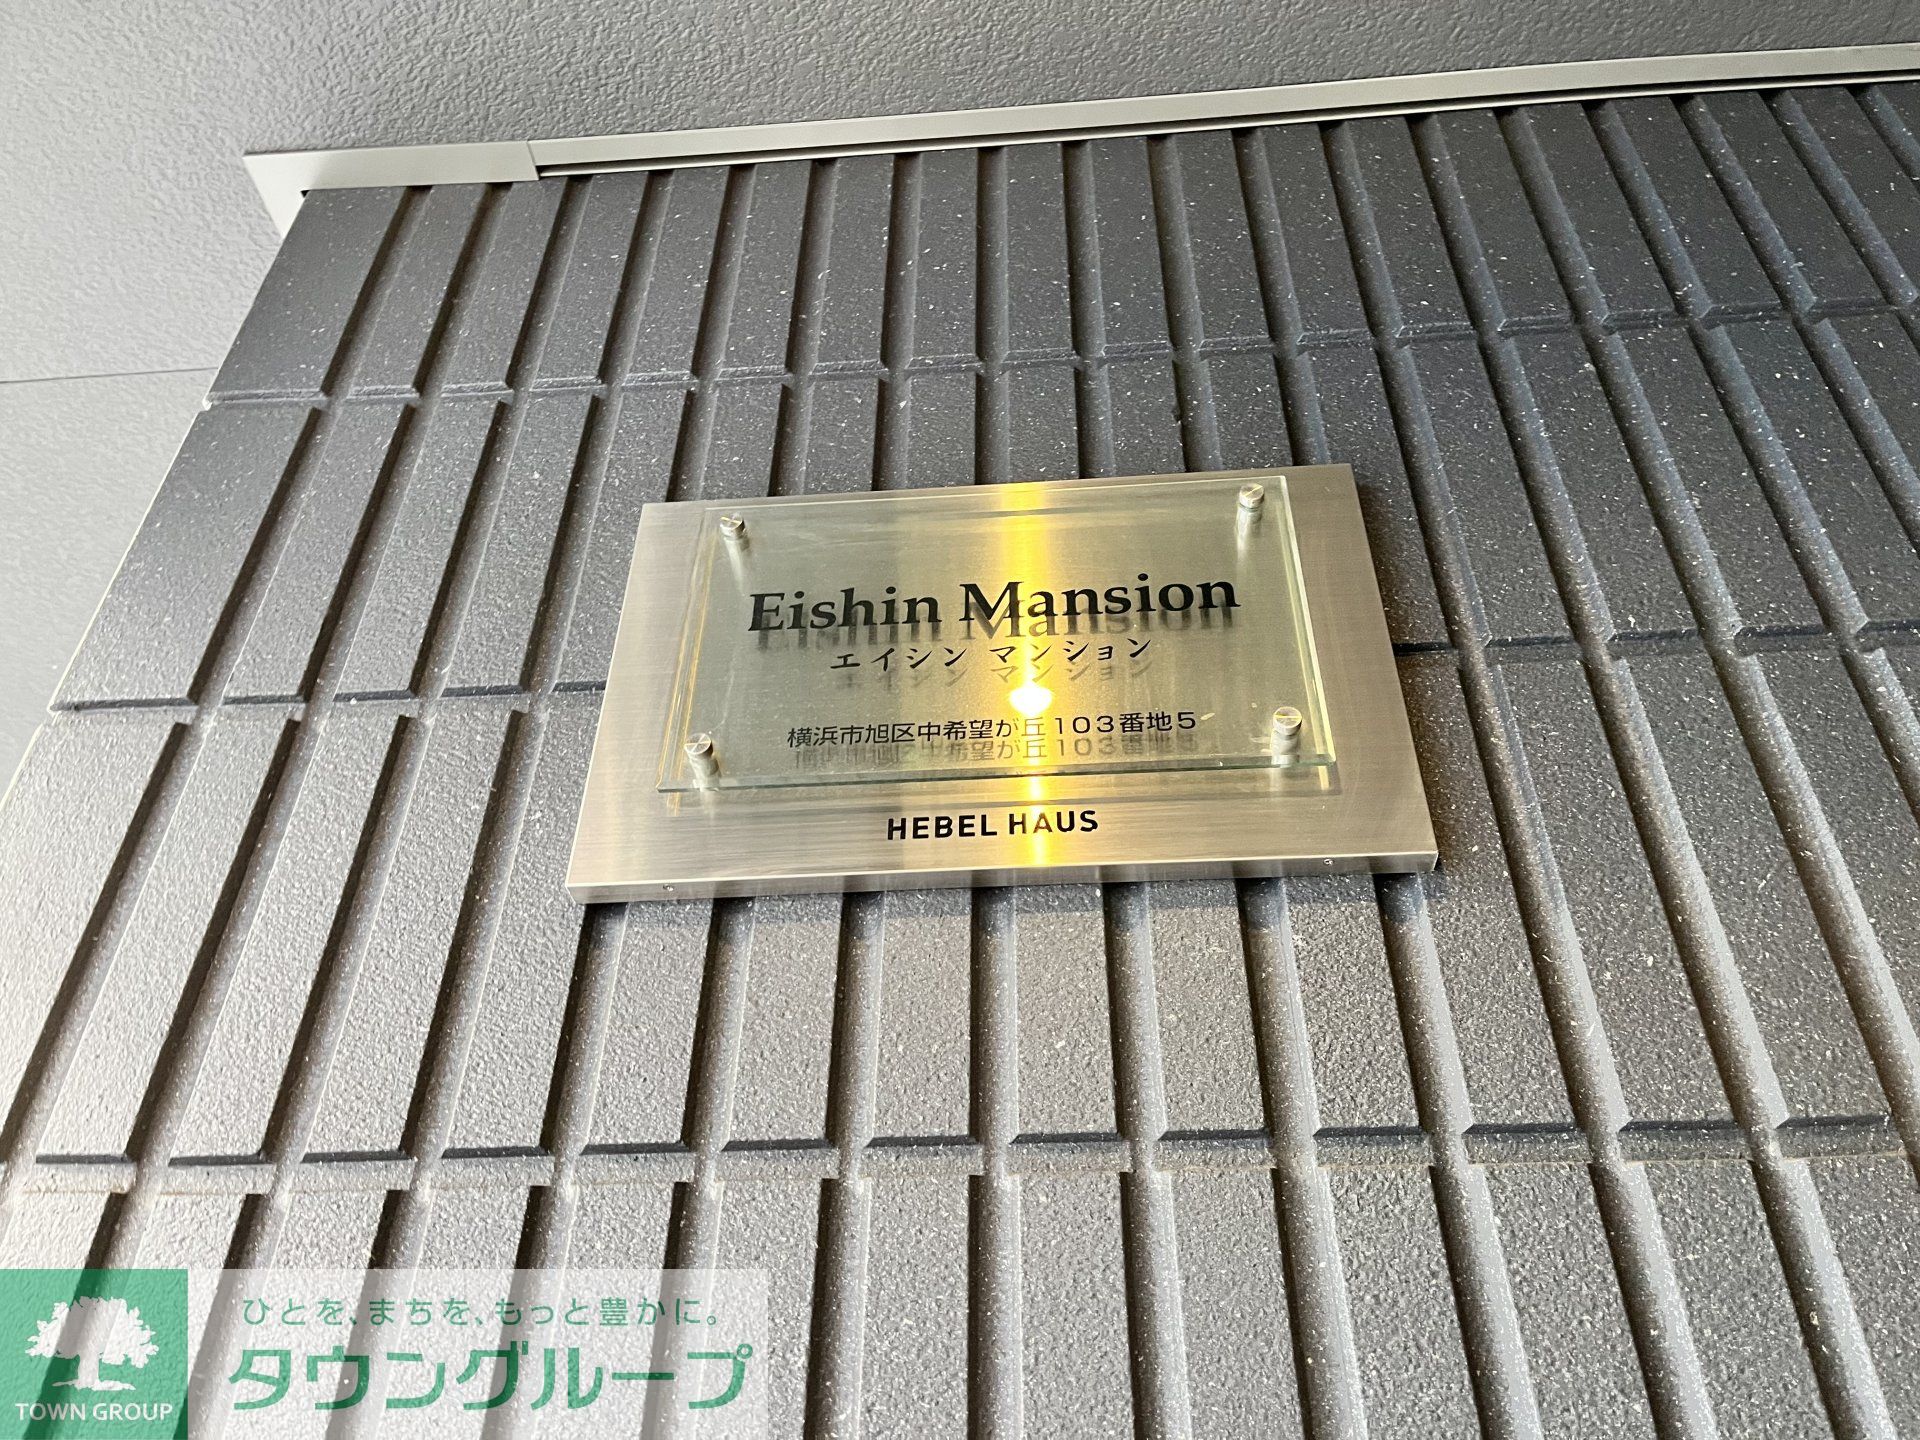 Eishin Mansion
エイシン マンション
横浜市旭区中希望が丘103番地5
HEBEL HAUS
ひとを、まちを、もっと豊かに。
タウングループ
TOWN GROUP